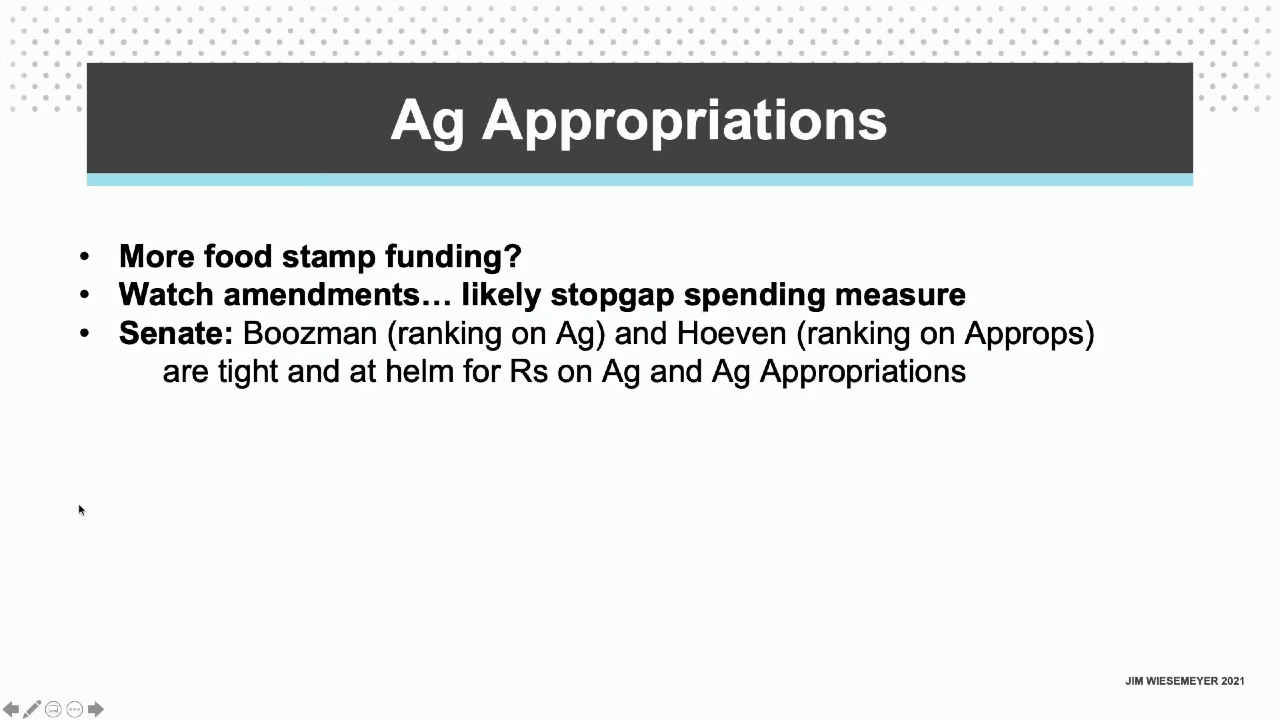 Ag Appropriations
• More food stamp funding?
• Watch amendments… likely stopgap spending measure
• Senate: Boozman (ranking on Ag) and Hoeven (ranking on Approps)
are tight and at helm for Rs on Ag and Ag Appropriations
JIM WIESEMEYER 2021